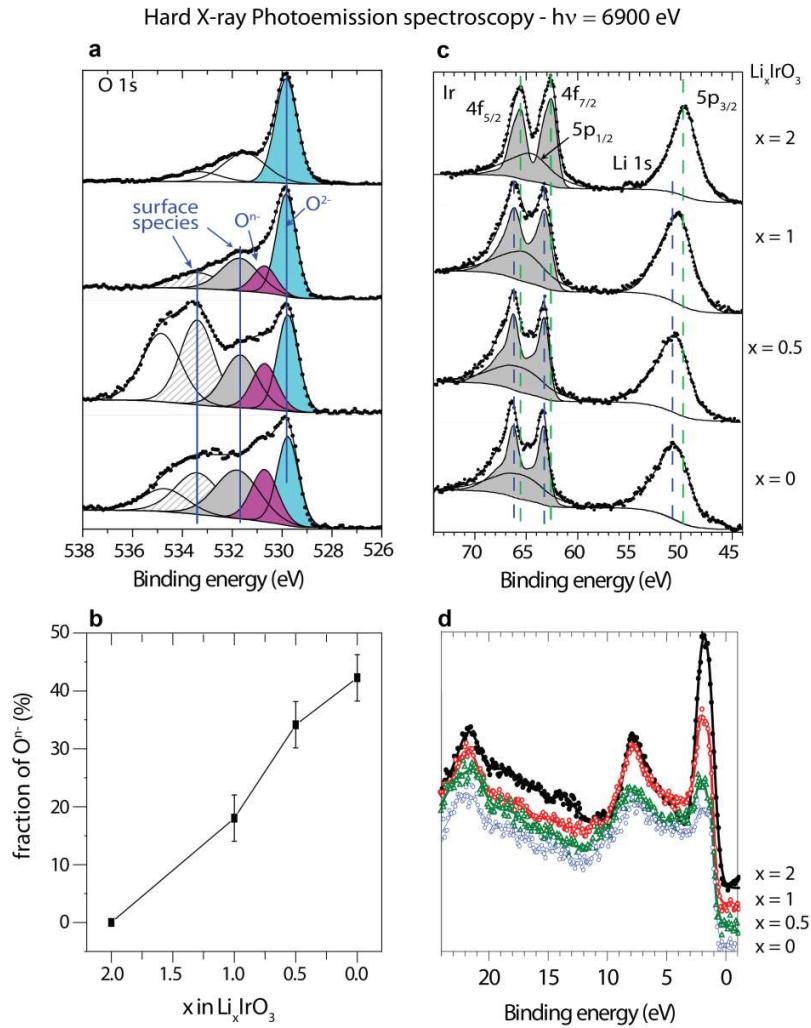 Hard X-ray Photoemission spectroscopy - hν = 6900 eV
a
O 1s
surface
species
Oⁿ⁻
O²⁻
538 536 534 532 530 528 526
Binding energy (eV)
c
Ir
4f₅/₂
4f₇/₂
5p₁/₂
Li 1s
5p₃/₂
LiₓIrO₃
x = 2
x = 1
x = 0.5
x = 0
70 65 60 55 50 45
Binding energy (eV)
b
50
40
30
20
10
0
fraction of Oⁿ⁻ (%)
2.0 1.5 1.0 0.5 0.0
x in LiₓIrO₃
d
x = 2
x = 1
x = 0.5
x = 0
20 15 10 5 0
Binding energy (eV)